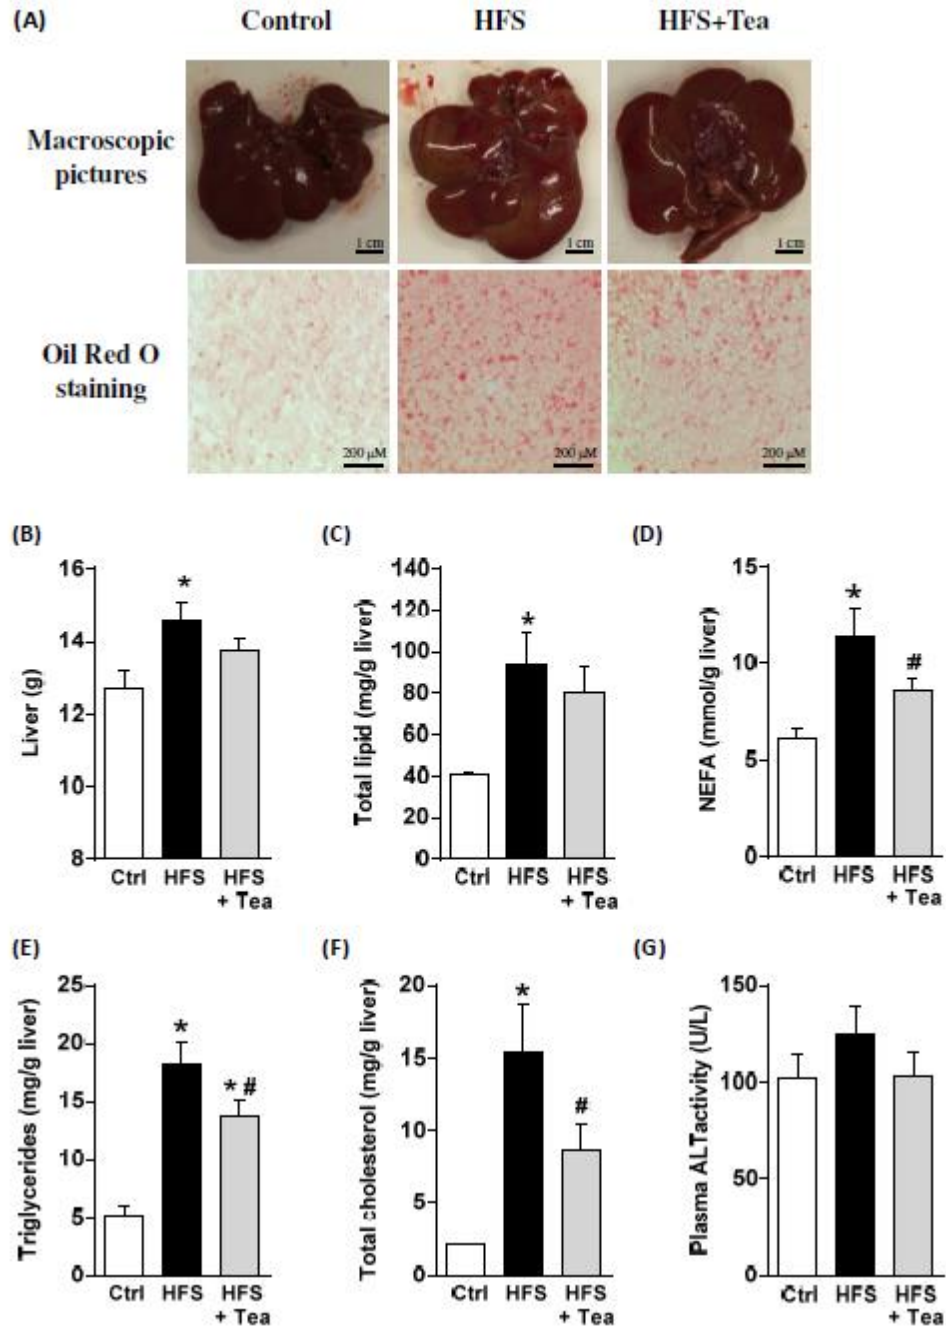 (A)
Control HFS HFS+Tea
Macroscopic
pictures
1 cm 1 cm 1 cm
Oil Red O
staining
200 μM 200 μM 200 μM
(B) (C) (D)
Liver (g)
16
14
12
10
8
Ctrl HFS HFS
+ Tea
*
Total lipid (mg/g liver)
140
120
100
80
60
40
20
0
Ctrl HFS HFS
+ Tea
*
NEFA (mmol/g liver)
15
10
5
0
Ctrl HFS HFS
+ Tea
*
#
(E) (F) (G)
Triglycerides (mg/g liver)
25
20
15
10
5
0
Ctrl HFS HFS
+ Tea
*
* #
Total cholesterol (mg/g liver)
20
15
10
5
0
Ctrl HFS HFS
+ Tea
*
#
Plasma ALTactivity (U/L)
150
100
50
0
Ctrl HFS HFS
+ Tea